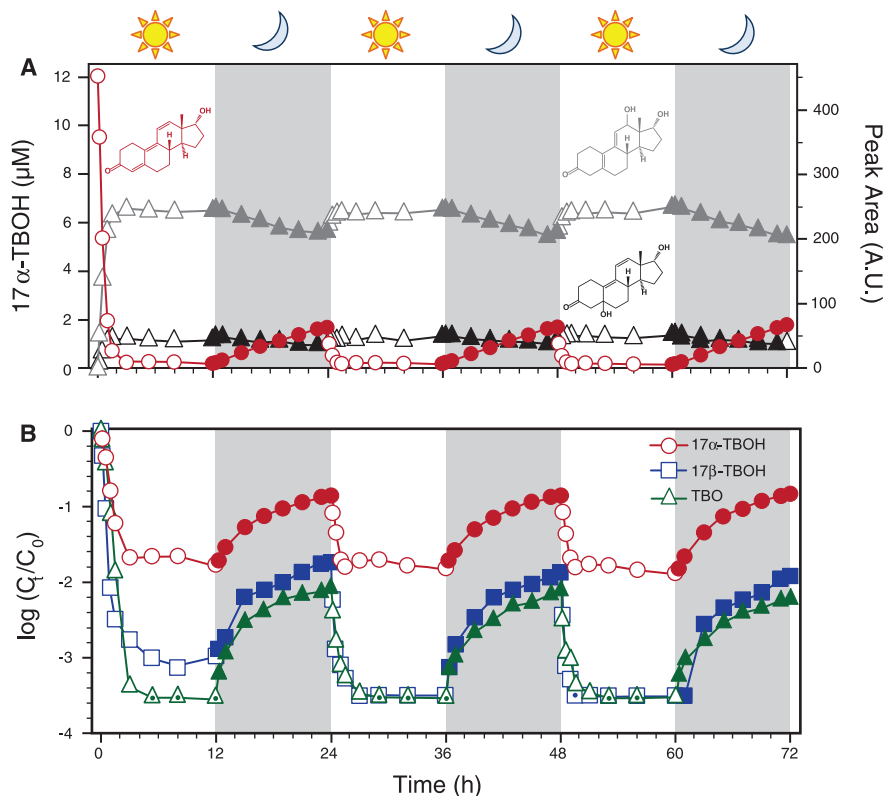 A
12
10
8
6
4
2
0
17α-TBOH (µM)
400
300
200
100
0
Peak Area (A.U.)
OH
H
H
O
OH
OH
H
H
O
OH
H
H
O
OH
B
0
-1
-2
-3
-4
log (Ct/C0)
17α-TBOH
17β-TBOH
TBO
0 12 24 36 48 60 72
Time (h)